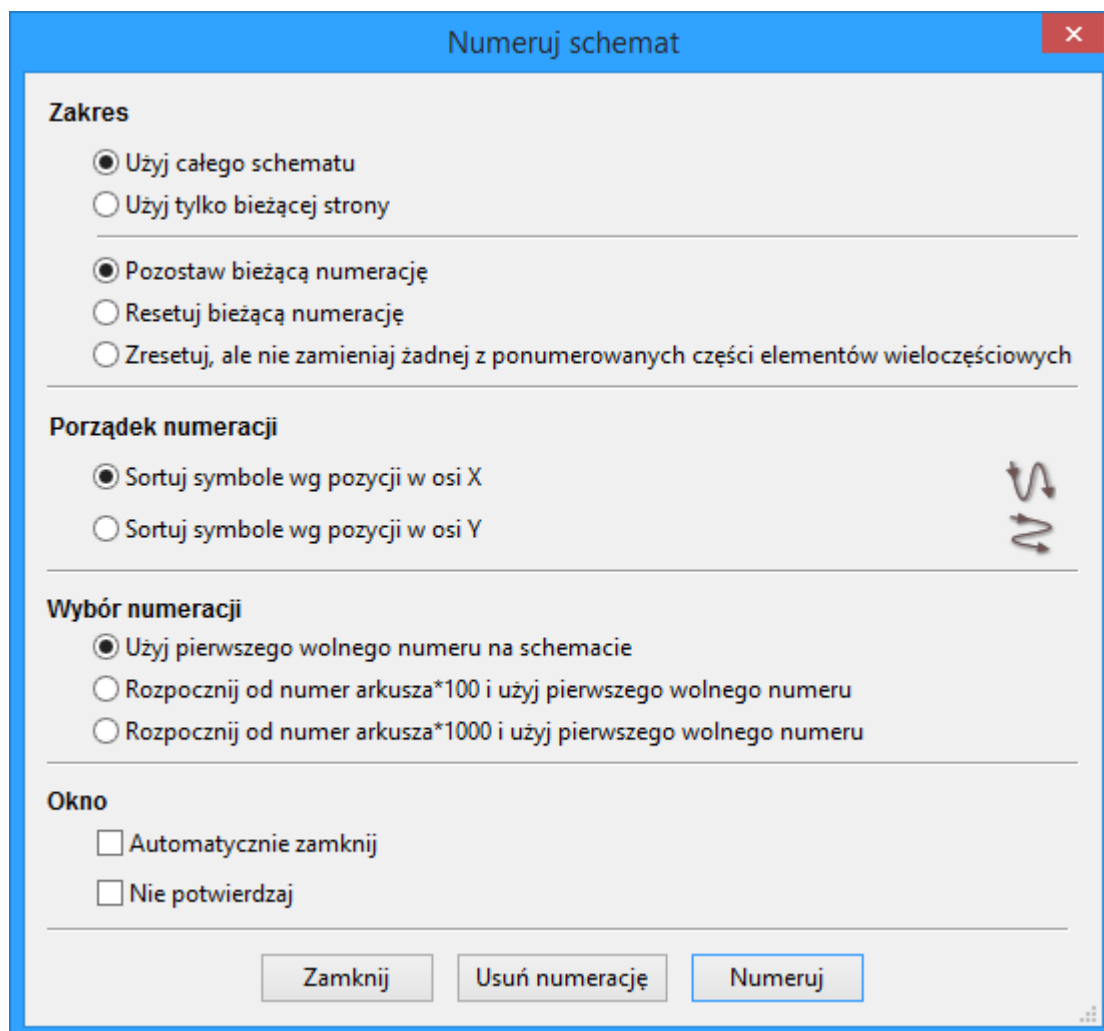 Numeruj schemat
Zakres
Użyj całego schematu
Użyj tylko bieżącej strony
Pozostaw bieżącą numerację
Resetuj bieżącą numerację
Zresetuj, ale nie zamieniaj żadnej z ponumerowanych części elementów wieloczęściowych
Porządek numeracji
Sortuj symbole wg pozycji w osi X
Sortuj symbole wg pozycji w osi Y
Wybór numeracji
Użyj pierwszego wolnego numeru na schemacie
Rozpocznij od numer arkusza*100 i użyj pierwszego wolnego numeru
Rozpocznij od numer arkusza*1000 i użyj pierwszego wolnego numeru
Okno
Automatycznie zamknij
Nie potwierdzaj
Zamknij Usuń numerację Numeruj